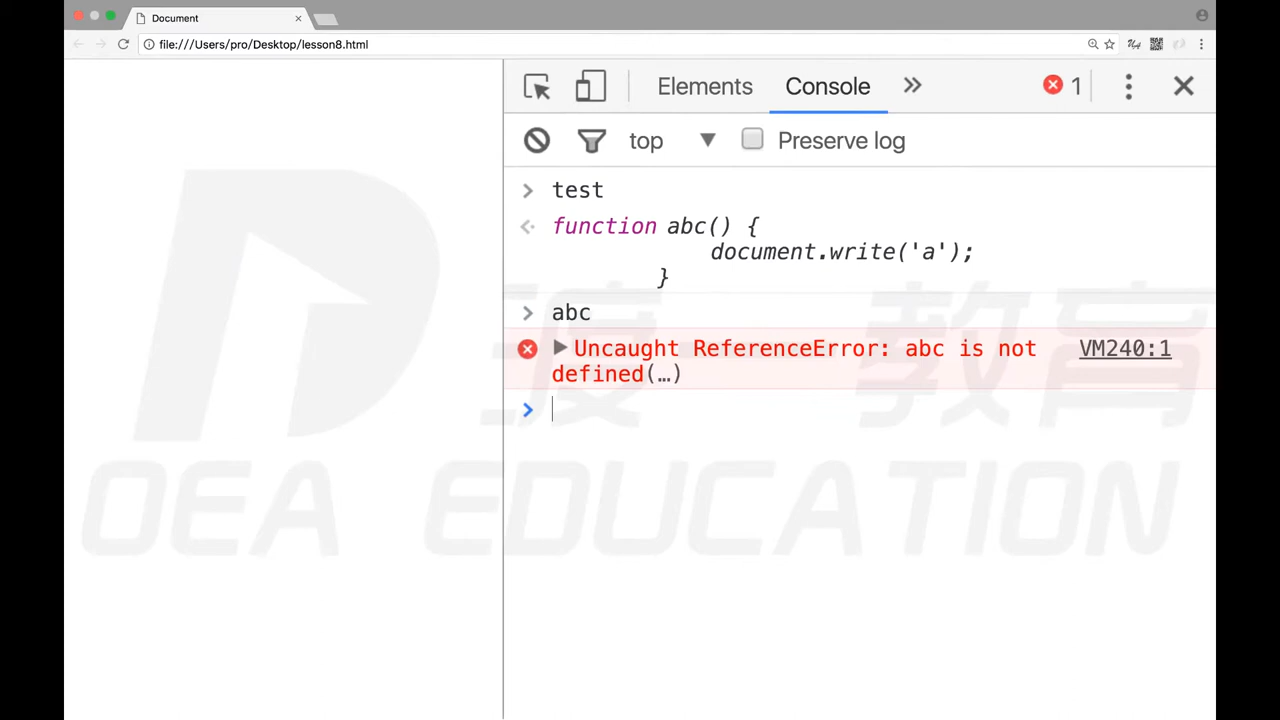 Document
file:///Users/pro/Desktop/lesson8.html
Elements Console 1
top Preserve log
test
function abc() {
document.write('a');
}
abc
Uncaught ReferenceError: abc is not VM240:1
defined(…)
渡 教育
OEA EDUCATION